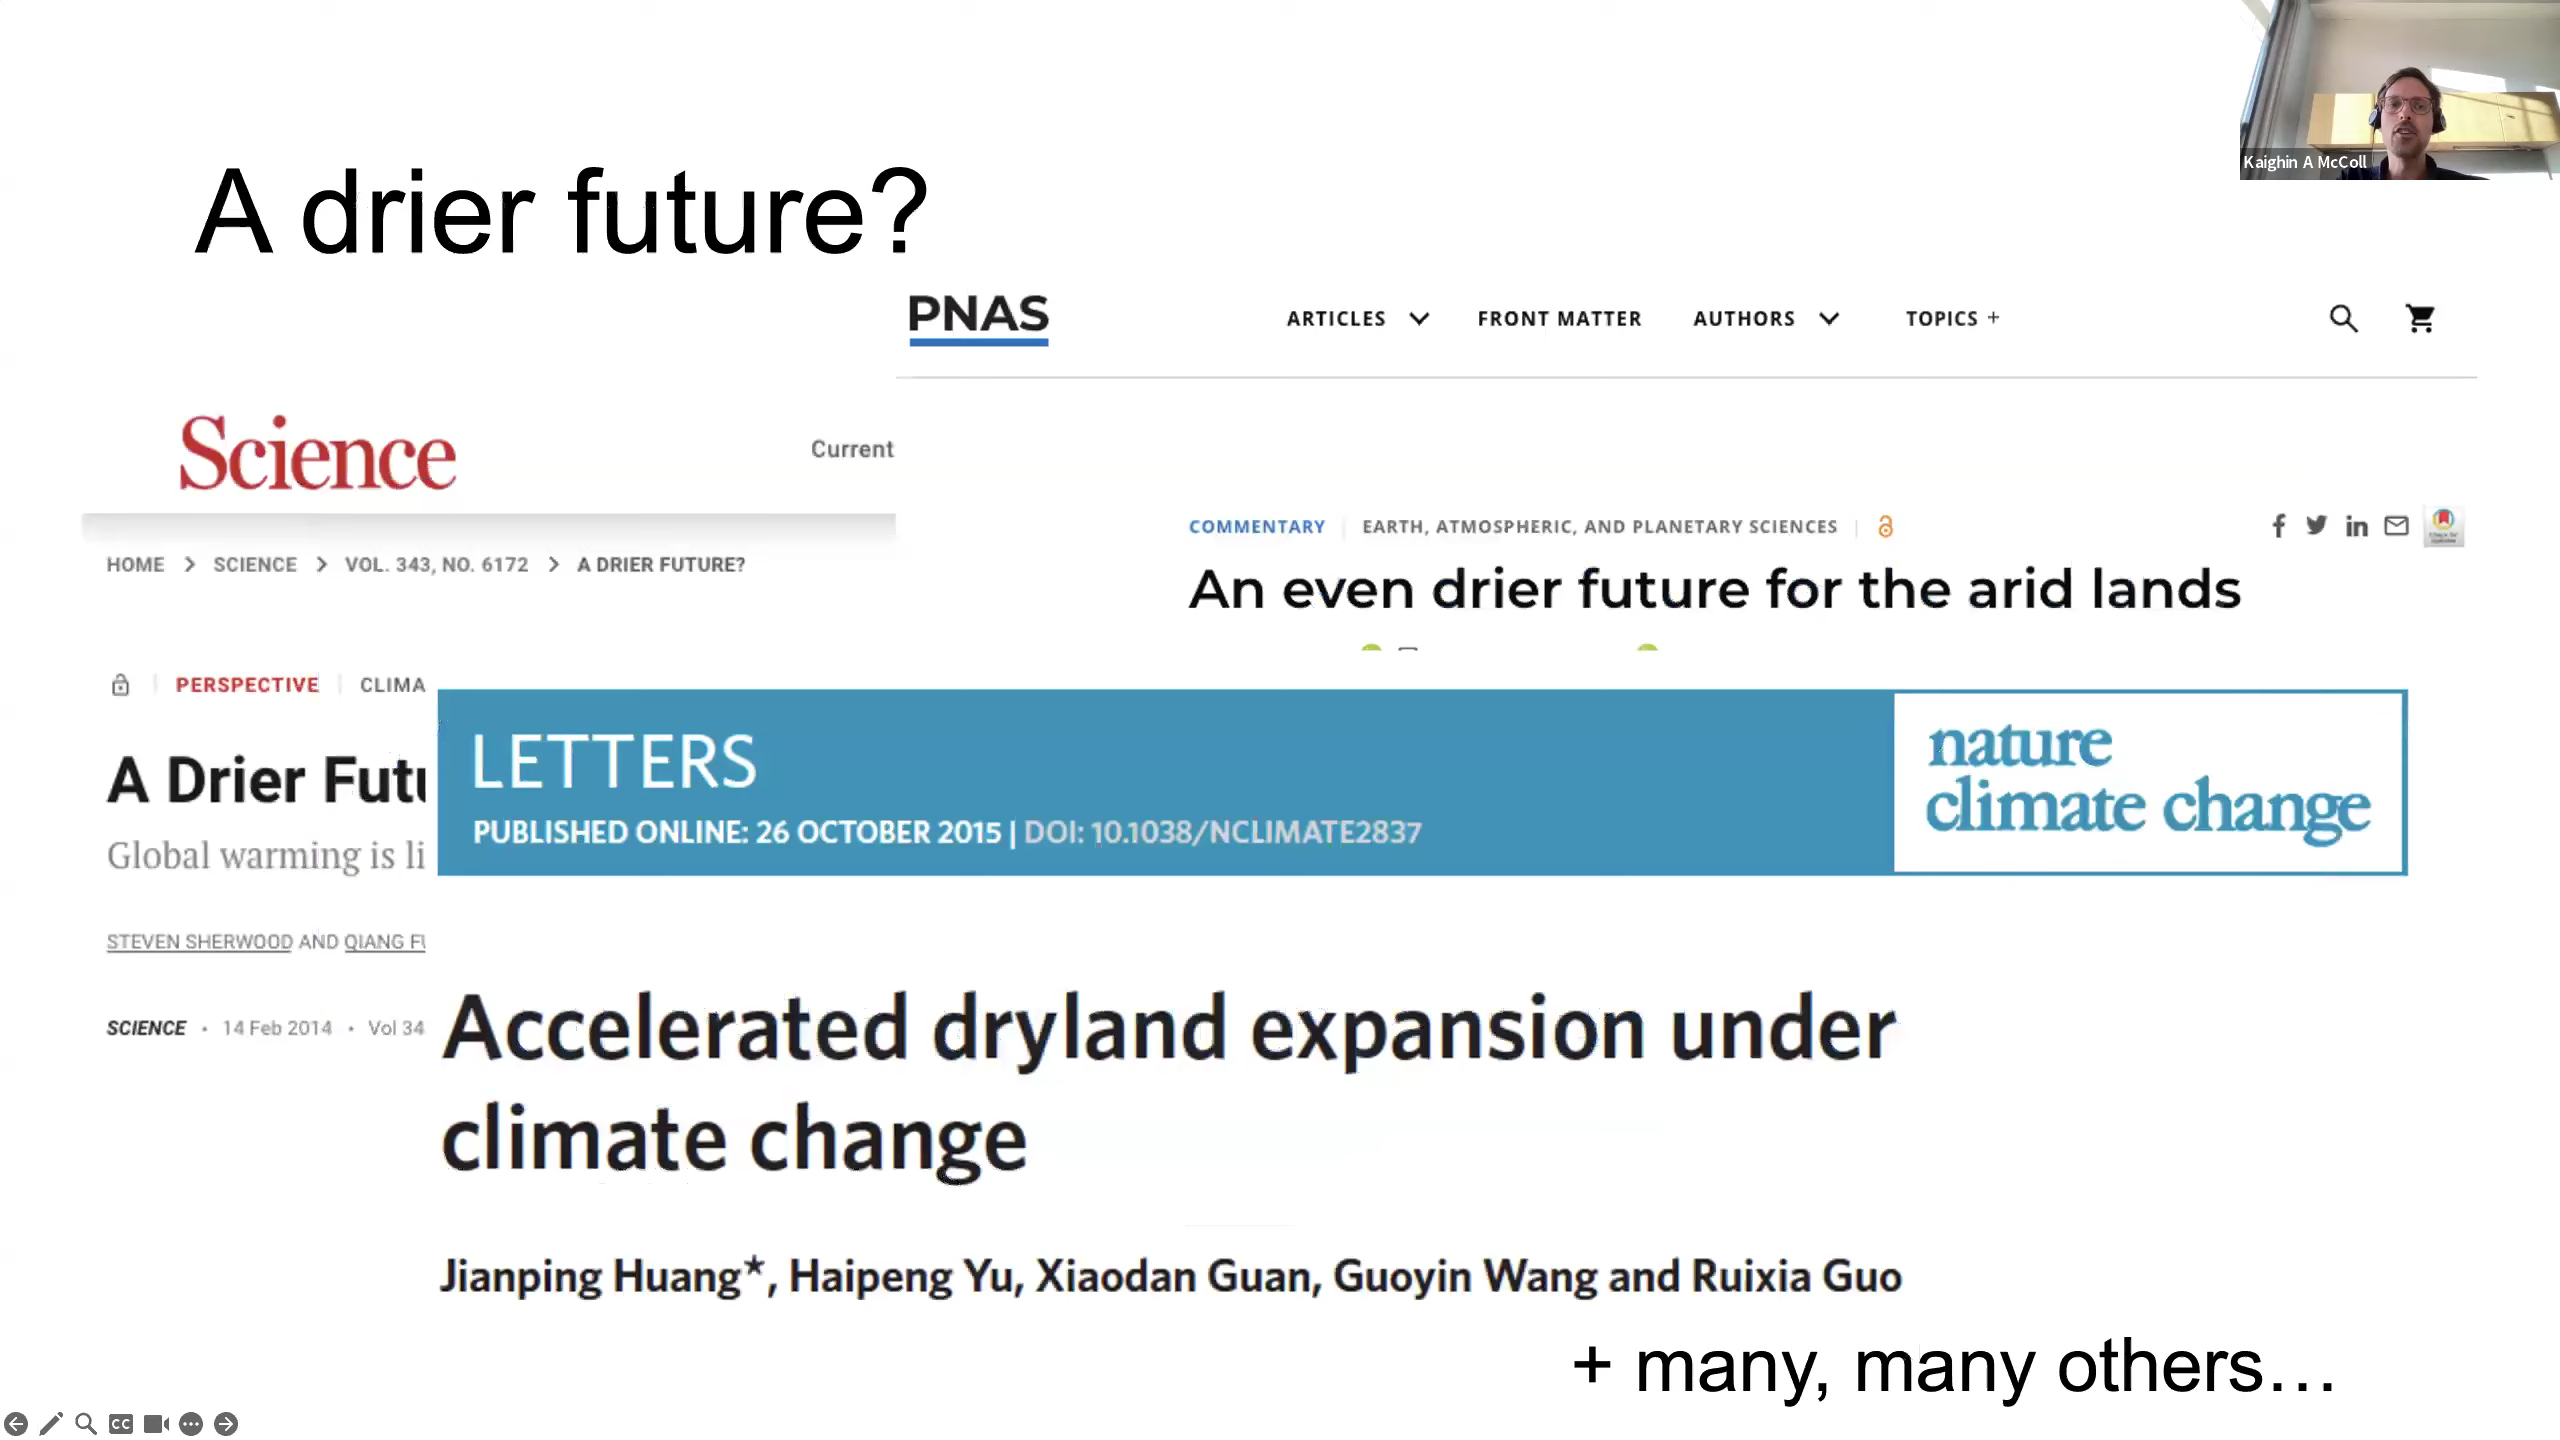 Kaighin A McColl
A drier future?
PNAS
ARTICLES FRONT MATTER AUTHORS TOPICS +
Science
Current
HOME > SCIENCE > VOL. 343, NO. 6172 > A DRIER FUTURE?
COMMENTARY | EARTH, ATMOSPHERIC, AND PLANETARY SCIENCES |
An even drier future for the arid lands
PERSPECTIVE | CLIMA
A Drier Futu
Global warming is li
STEVEN SHERWOOD AND QIANG FU
SCIENCE • 14 Feb 2014 • Vol 34
LETTERS
PUBLISHED ONLINE: 26 OCTOBER 2015 | DOI: 10.1038/NCLIMATE2837
nature
climate change
Accelerated dryland expansion under
climate change
Jianping Huang*, Haipeng Yu, Xiaodan Guan, Guoyin Wang and Ruixia Guo
+ many, many others…
CC